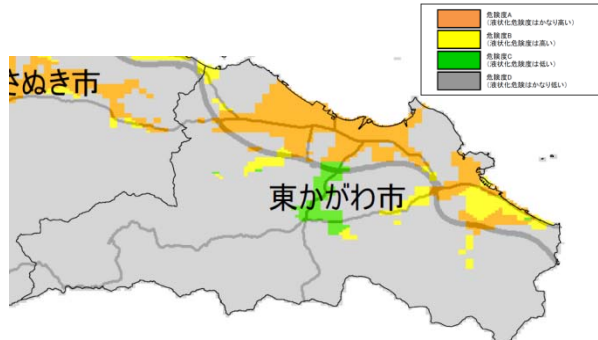 危険度A
(液状化危険度はかなり高い)
危険度B
(液状化危険度は高い)
危険度C
(液状化危険度は低い)
危険度D
(液状化危険はかなり低い)
さぬき市
東かがわ市